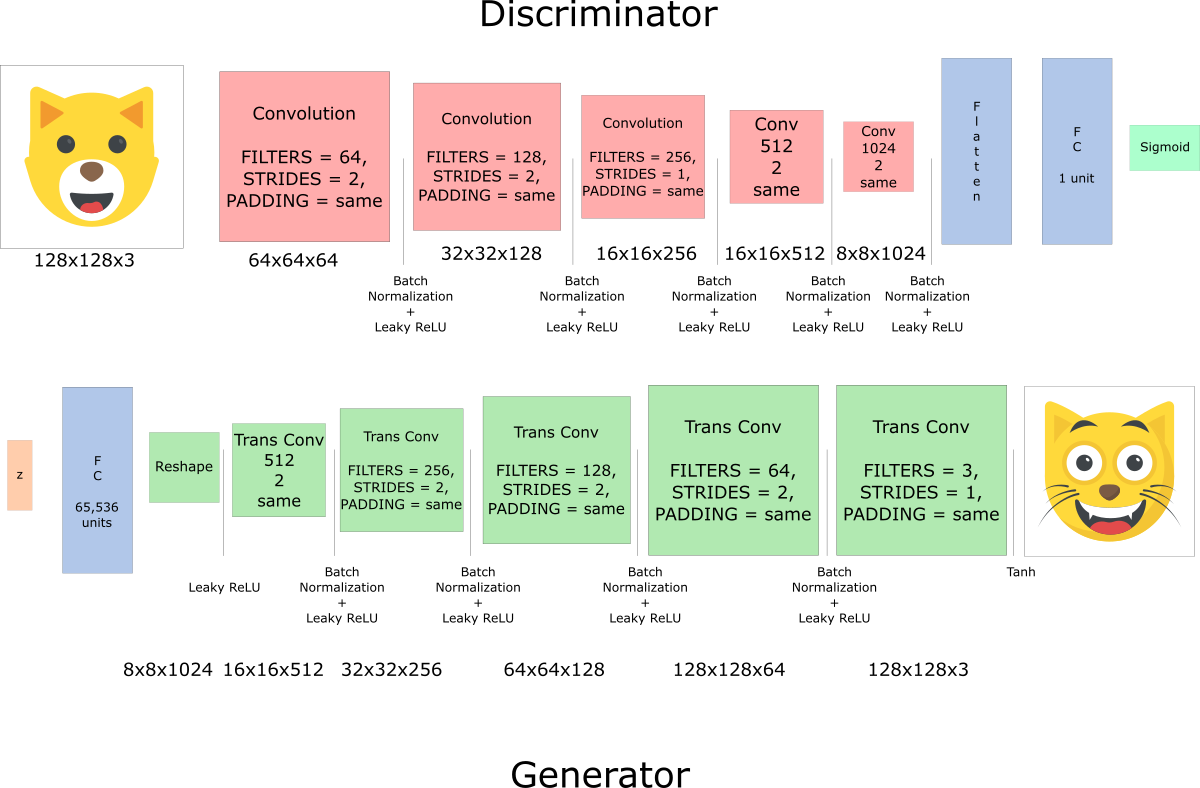 Discriminator
128x128x3
Convolution
FILTERS = 64,
STRIDES = 2,
PADDING = same
64x64x64
Convolution
FILTERS = 128,
STRIDES = 2,
PADDING = same
32x32x128
Convolution
FILTERS = 256,
STRIDES = 1,
PADDING = same
16x16x256
Conv
512
2
same
16x16x512
Conv
1024
2
same
8x8x1024
Flatten
FC
1 unit
Sigmoid
Batch
Normalization
+
Leaky ReLU
Batch
Normalization
+
Leaky ReLU
Batch
Normalization
+
Leaky ReLU
Batch
Normalization
+
Leaky ReLU
Batch
Normalization
+
Leaky ReLU
z
FC
65,536
units
Reshape
Trans Conv
512
2
same
Trans Conv
FILTERS = 256,
STRIDES = 2,
PADDING = same
Trans Conv
FILTERS = 128,
STRIDES = 2,
PADDING = same
Trans Conv
FILTERS = 64,
STRIDES = 2,
PADDING = same
Trans Conv
FILTERS = 3,
STRIDES = 1,
PADDING = same
Leaky ReLU
Batch
Normalization
+
Leaky ReLU
Batch
Normalization
+
Leaky ReLU
Batch
Normalization
+
Leaky ReLU
Batch
Normalization
+
Leaky ReLU
Tanh
8x8x1024
16x16x512
32x32x256
64x64x128
128x128x64
128x128x3
Generator